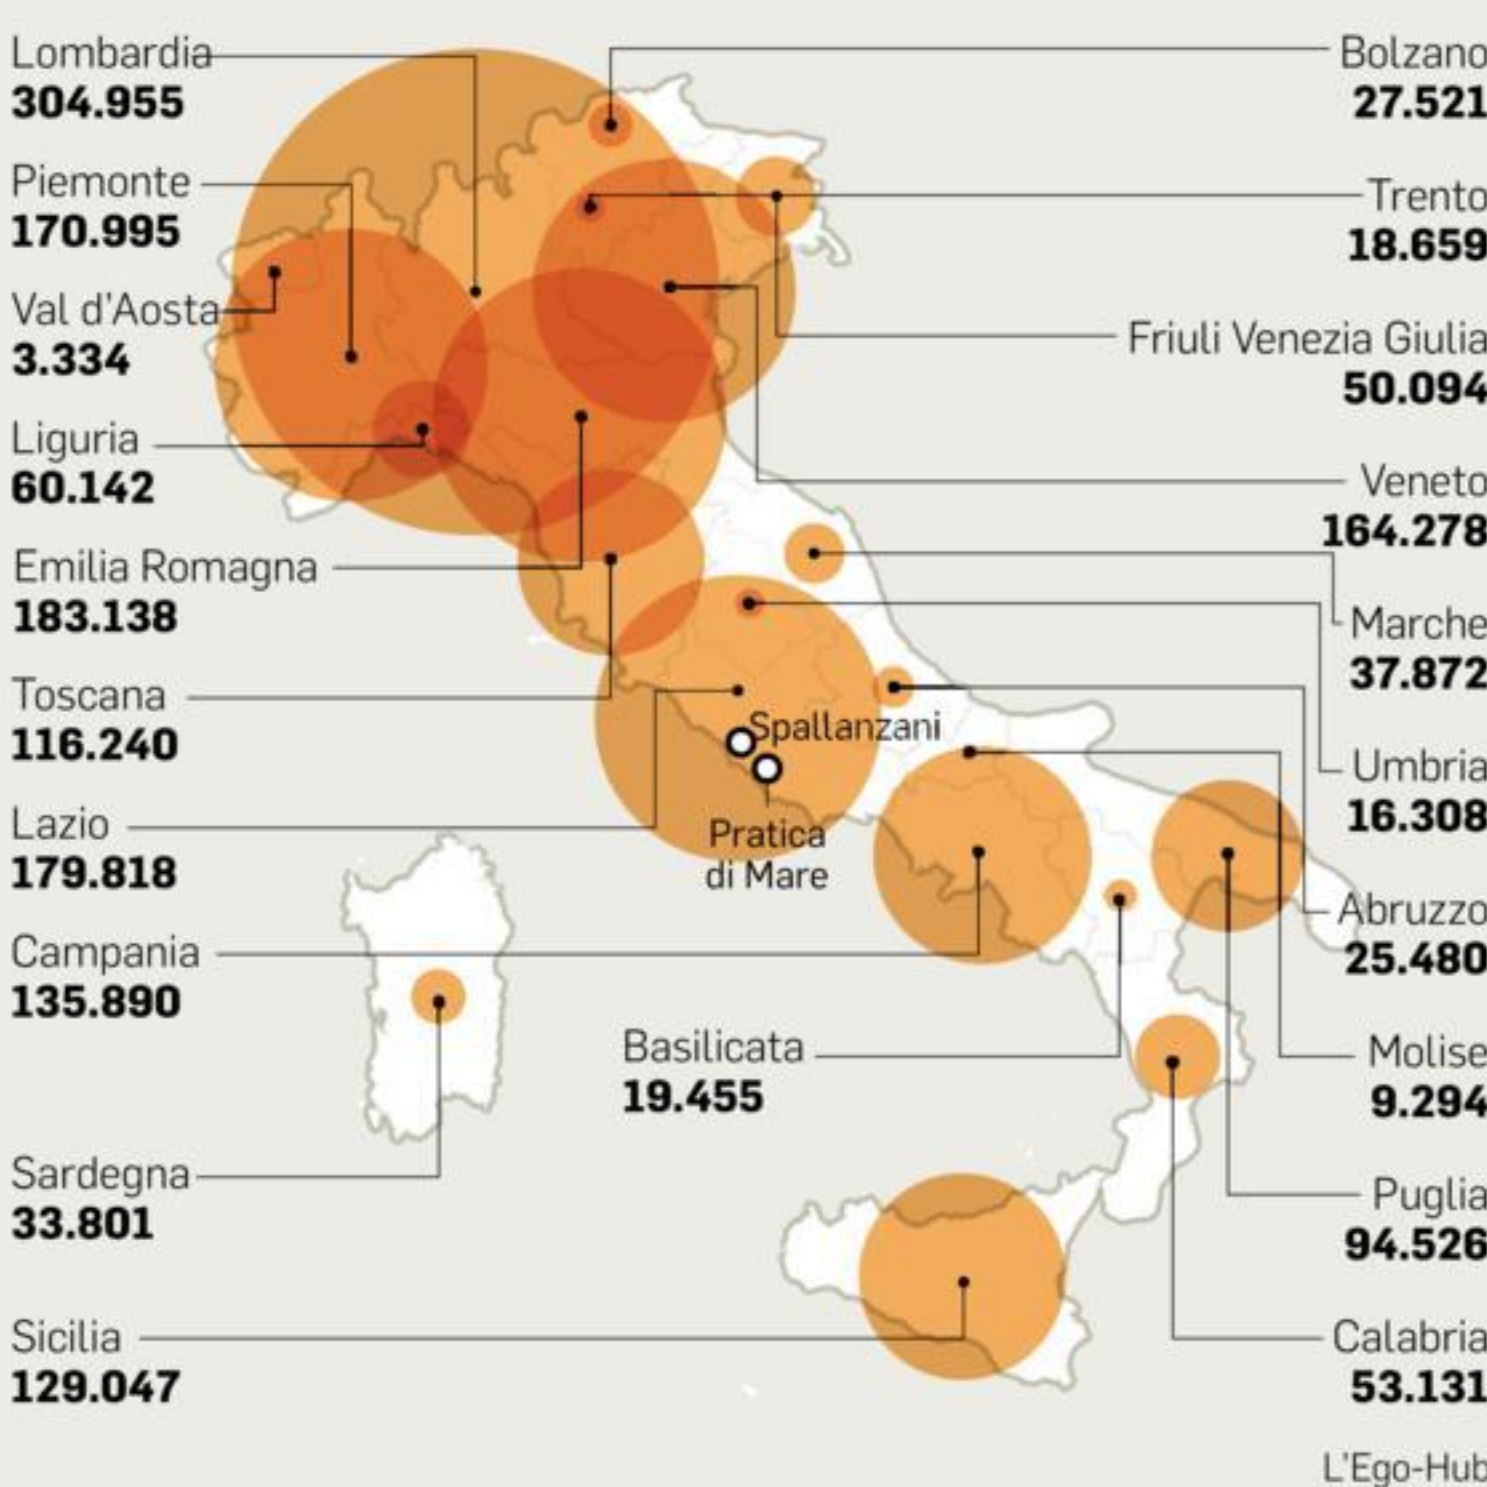 Lombardia
304.955
Piemonte
170.995
Val d'Aosta
3.334
Liguria
60.142
Emilia Romagna
183.138
Toscana
116.240
Lazio
179.818
Campania
135.890
Sardegna
33.801
Sicilia
129.047
Spallanzani
Pratica
di Mare
Basilicata
19.455
Bolzano
27.521
Trento
18.659
Friuli Venezia Giulia
50.094
Veneto
164.278
Marche
37.872
Umbria
16.308
Abruzzo
25.480
Molise
9.294
Puglia
94.526
Calabria
53.131
L'Ego-Hub